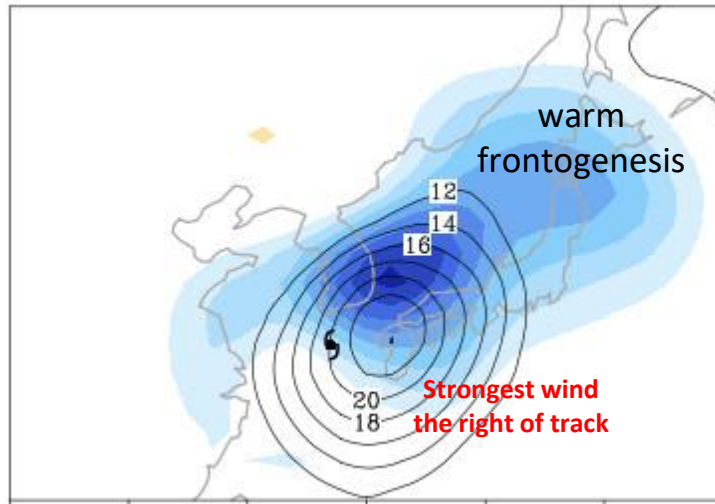 warm
frontogenesis
12
14
16
20
18
Strongest wind
the right of track